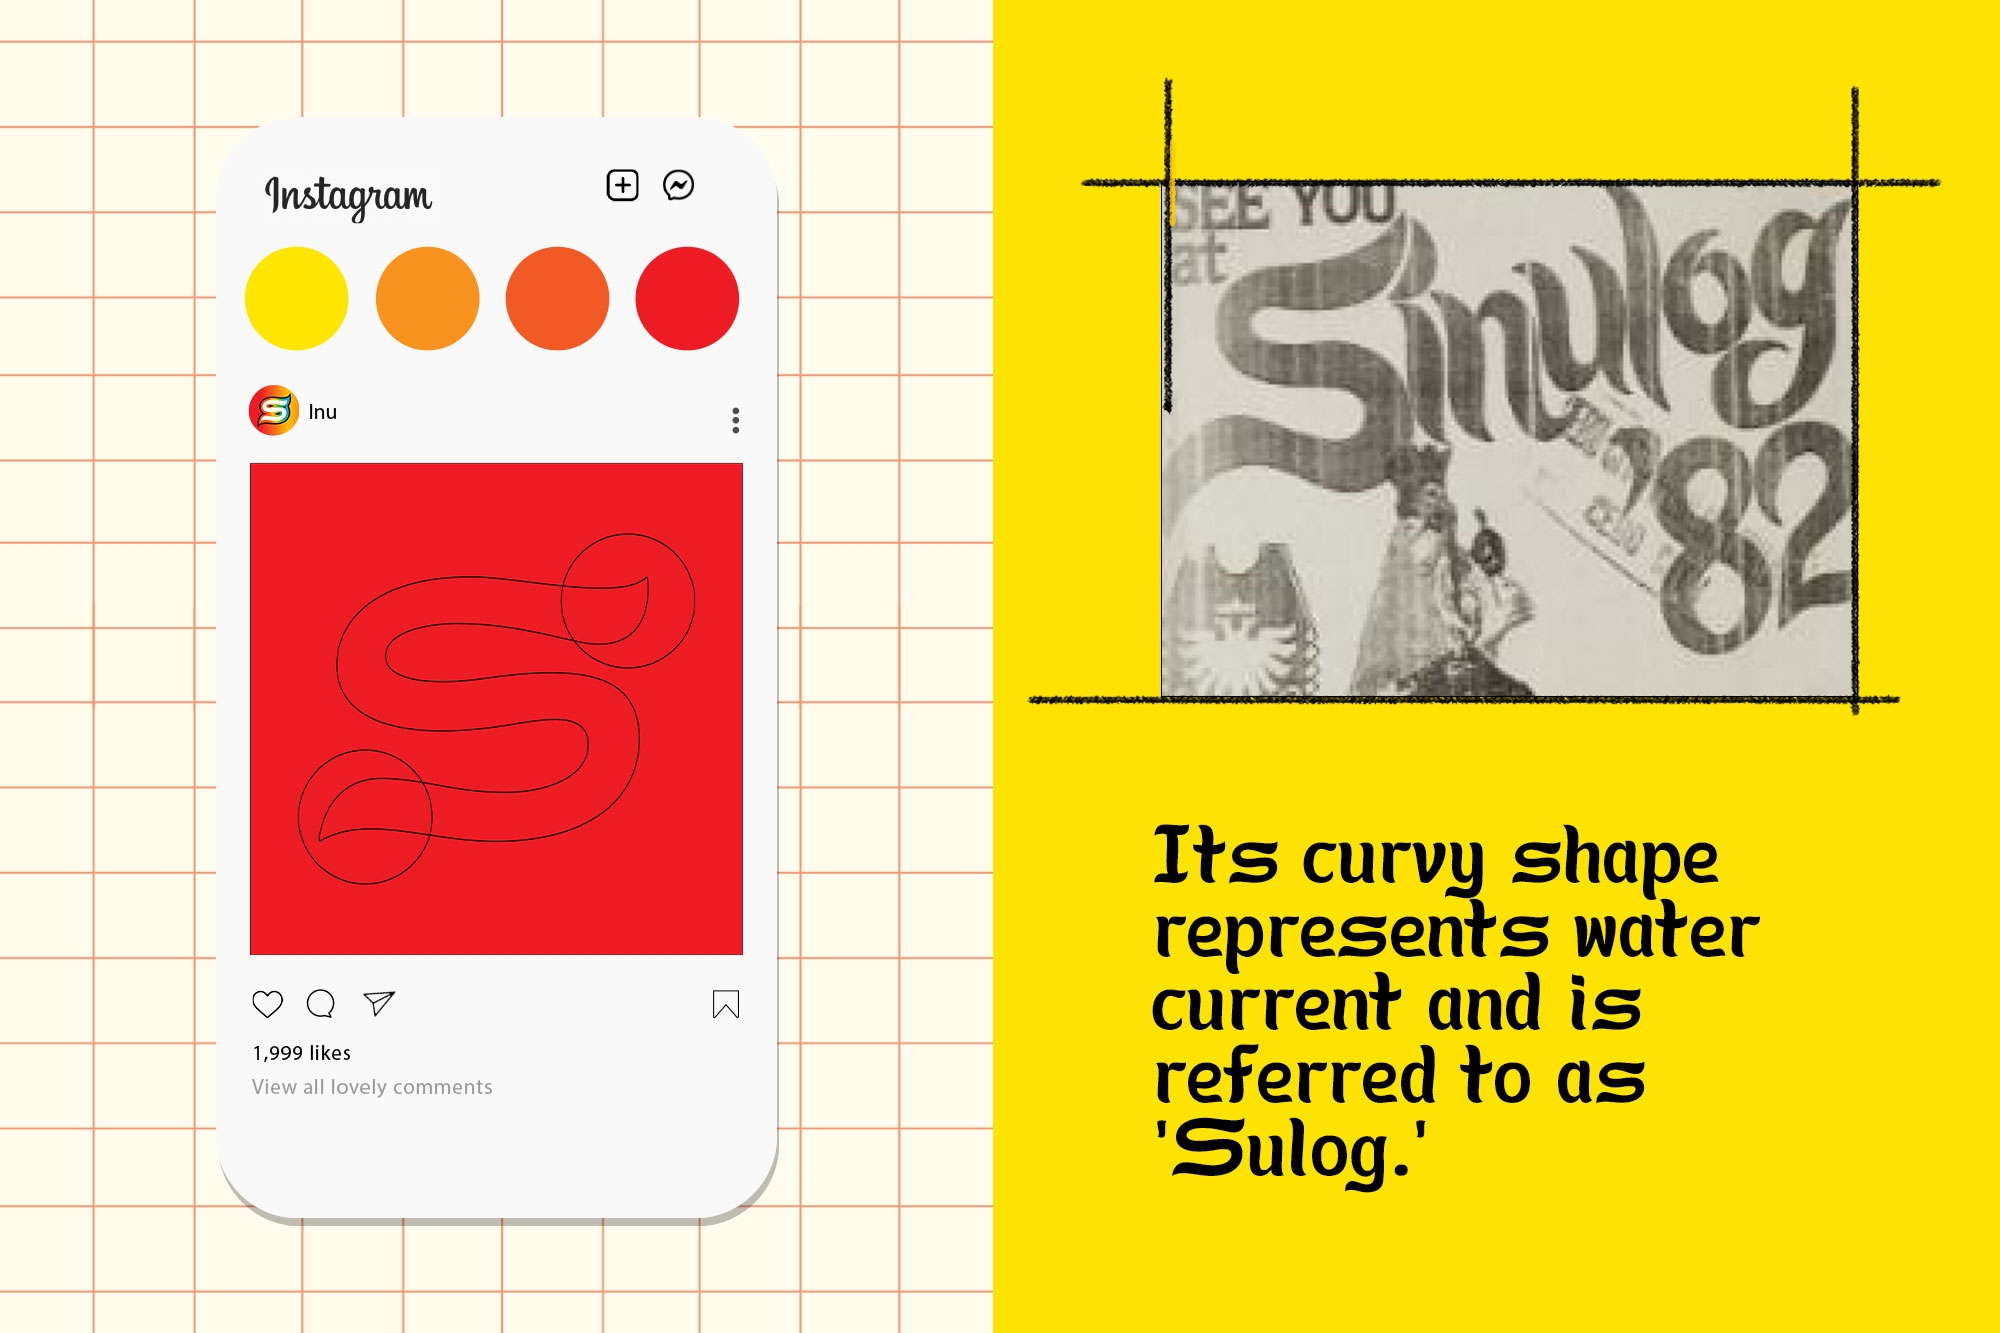 Instagram
Inu
1,999 likes
View all lovely comments
SEE YOU
at
Sinulog
'82
Its curvy shape
represents water
current and is
referred to as
'Sulog.'